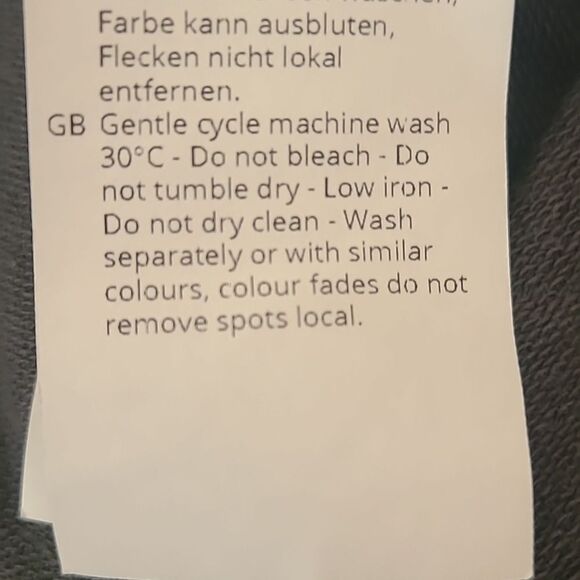 Farbe kann ausbluten,
Flecken nicht lokal
entfernen.
GB Gentle cycle machine wash
30°C - Do not bleach - Do
not tumble dry - Low iron -
Do not dry clean - Wash
separately or with similar
colours, colour fades do not
remove spots local.